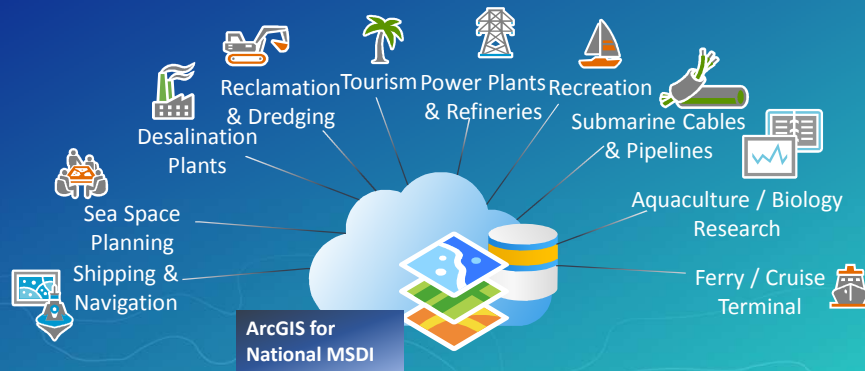 Shipping &
Navigation
Sea Space
Planning
Desalination
Plants
Reclamation
& Dredging
Tourism
Power Plants
& Refineries
Recreation
Submarine Cables
& Pipelines
Aquaculture / Biology
Research
Ferry / Cruise
Terminal
ArcGIS for
National MSDI